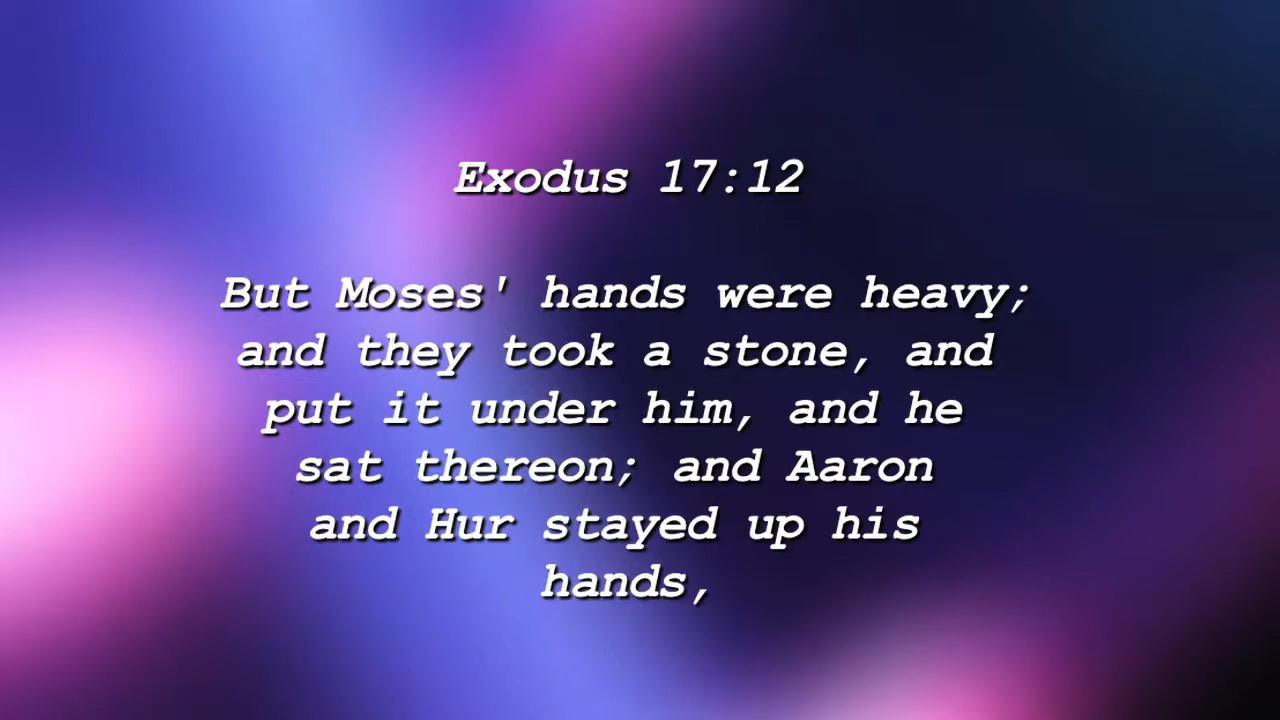 Exodus 17:12
But Moses' hands were heavy;
and they took a stone, and
put it under him, and he
sat thereon; and Aaron
and Hur stayed up his
hands,